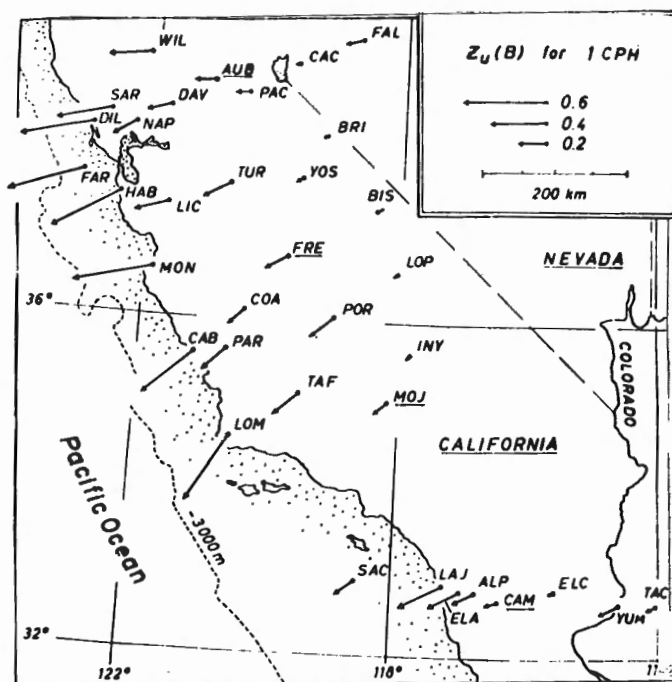 Zu(B) for 1 CPH
0.6
0.4
0.2
200 km
WIL
FAL
AUB
CAC
SAR
DAV
PAC
DIL
NAP
BRI
FAR
HAB
LIC
TUR
YOS
BIS
MON
FRE
LOP
NEVADA
36°
COA
POR
CAB
PAR
INY
COLORADO
TAF
MOJ
LOM
CALIFORNIA
Pacific Ocean
-3000m
SAC
LAJ
ALP
ELC
ELA
CAM
YUM
TAC
32°
122°
118°